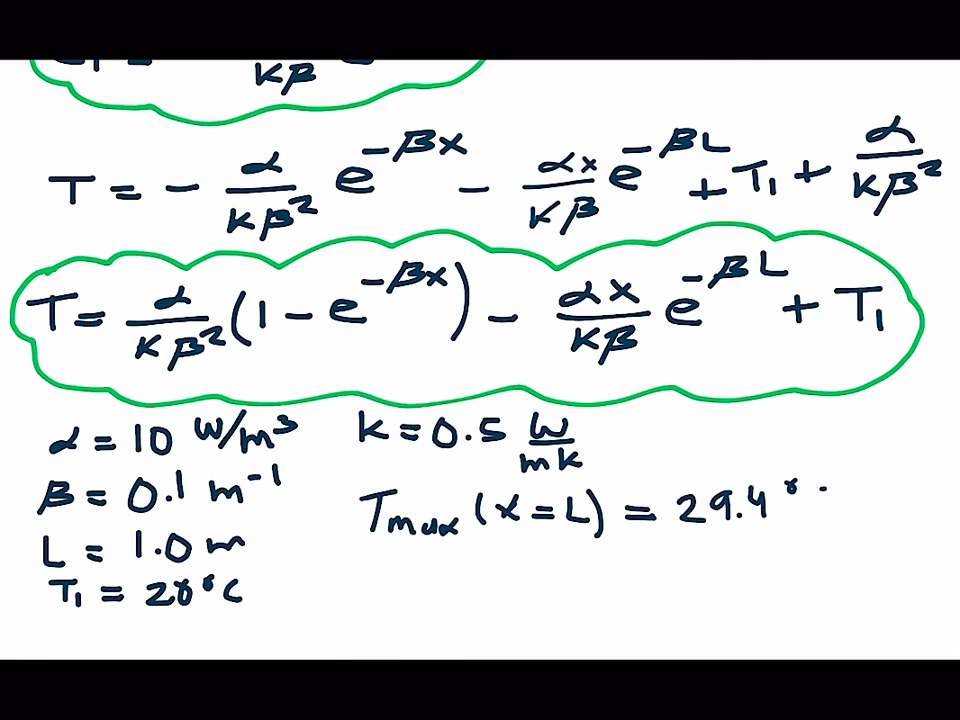 Kβ
T = - α/Kβ² e^-βx - αx/Kβ e^-βL + T₁ + α/Kβ²
T = α/Kβ² (1 - e^-βx) - αx/Kβ e^-βL + T₁
α = 10 W/m³ K = 0.5 W/mK
β = 0.1 m⁻¹
Tmax (x = L) = 29.4°
L = 1.0 m
T₁ = 20°C